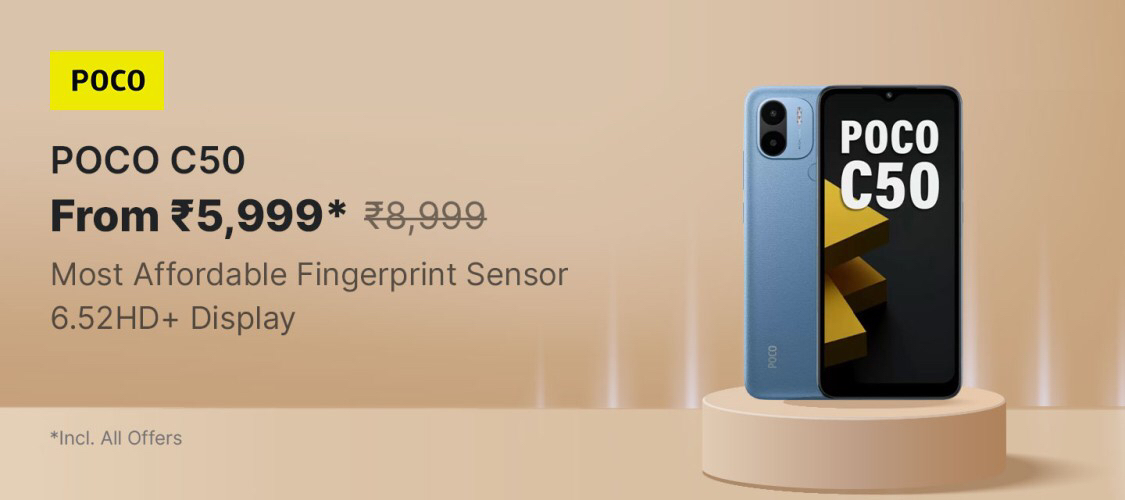 POCO
POCO C50
From ₹5,999* ₹8,999
Most Affordable Fingerprint Sensor
6.52HD+ Display
*Incl. All Offers
POCO
C50
POCO